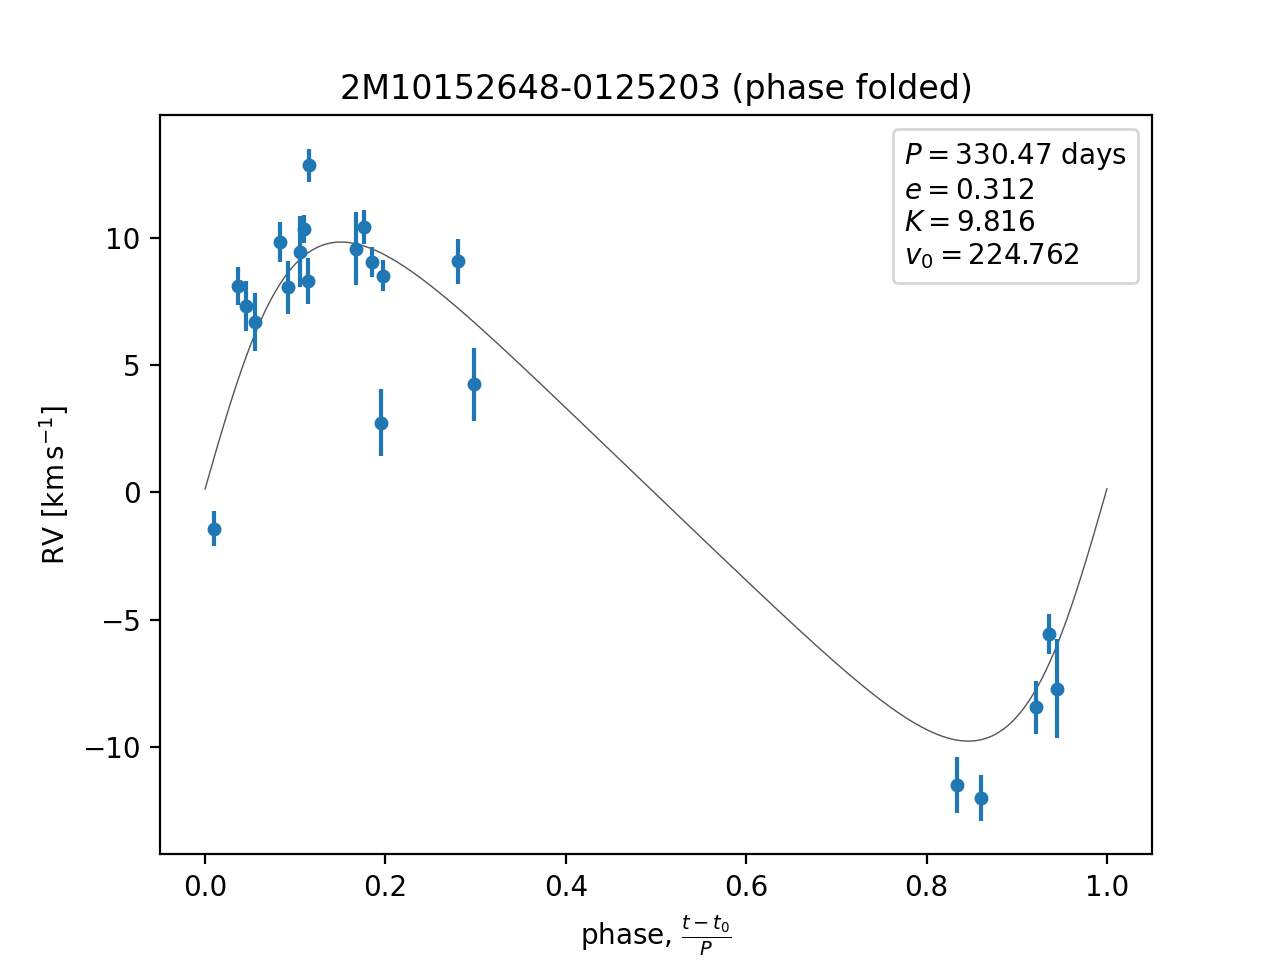 2M10152648-0125203 (phase folded)
P = 330.47 days
e = 0.312
K = 9.816
v₀ = 224.762
RV [km s⁻¹]
10
5
0
−5
−10
0.0 0.2 0.4 0.6 0.8 1.0
phase, (t − t₀)/P